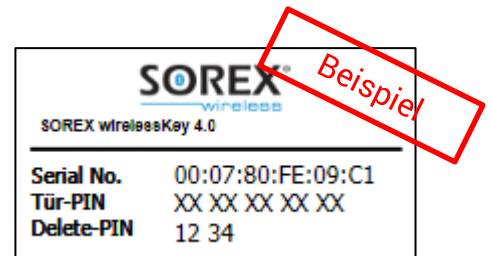 SOREX®
wireless
Beispiel
SOREX wirelessKey 4.0
Serial No. 00:07:80:FE:09:C1
Tür-PIN XX XX XX XX XX
Delete-PIN 12 34